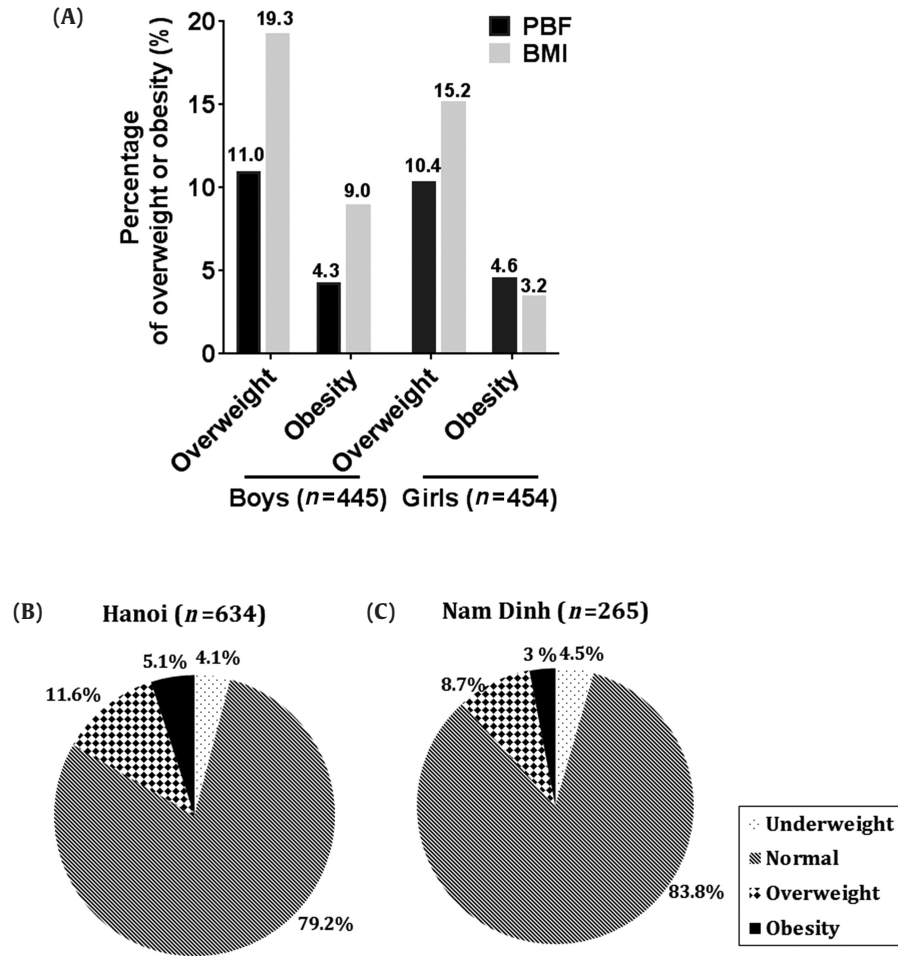 (A)
Percentage
of overweight or obesity (%)
20
15
10
5
0
PBF
BMI
11.0
19.3
4.3
9.0
10.4
15.2
4.6
3.2
Overweight
Obesity
Overweight
Obesity
Boys (n=445)
Girls (n=454)
(B)
Hanoi (n=634)
5.1%
4.1%
11.6%
79.2%
(C)
Nam Dinh (n=265)
3 %
4.5%
8.7%
83.8%
Underweight
Normal
Overweight
Obesity